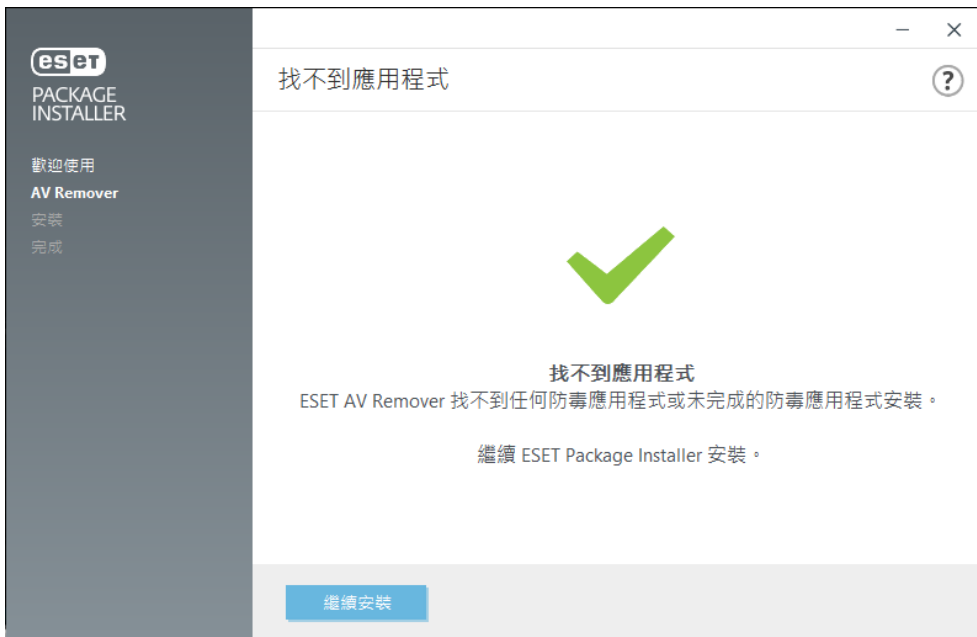 eset
PACKAGE
INSTALLER
歡迎使用
AV Remover
安裝
完成
找不到應用程式
?
找不到應用程式
ESET AV Remover 找不到任何防毒應用程式或未完成的防毒應用程式安裝。
繼續 ESET Package Installer 安裝。
繼續安裝